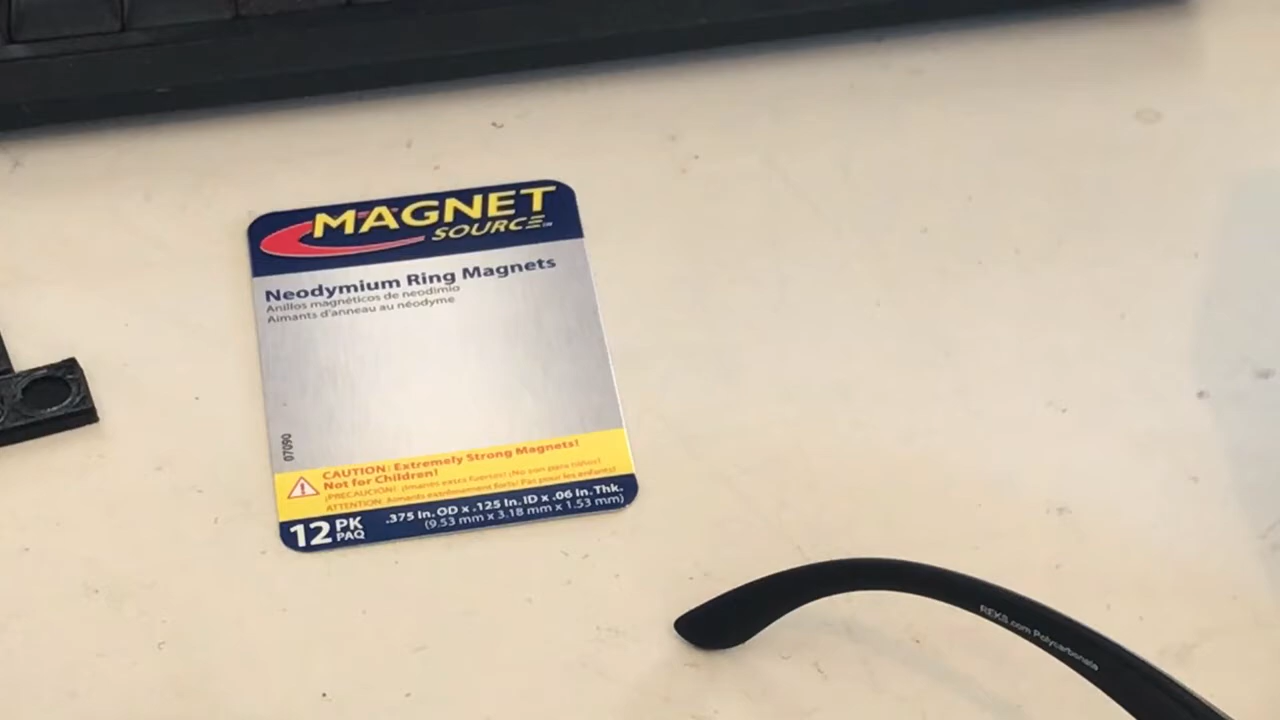 MAGNET
SOURCE™
Neodymium Ring Magnets
Anillos magnéticos de neodimio
Aimants d'anneau au néodyme
07090
CAUTION: Extremely Strong Magnets!
Not for Children!
¡PRECAUCIÓN! ¡Imanes extra fuertes! ¡No son para niños!
ATTENTION: Aimants extrêmement forts! Pas pour les enfants!
12 PK
PAQ
.375 In. OD x .125 In. ID x .06 In. Thk.
(9.53 mm x 3.18 mm x 1.53 mm)
REKS.com Polycarbonate